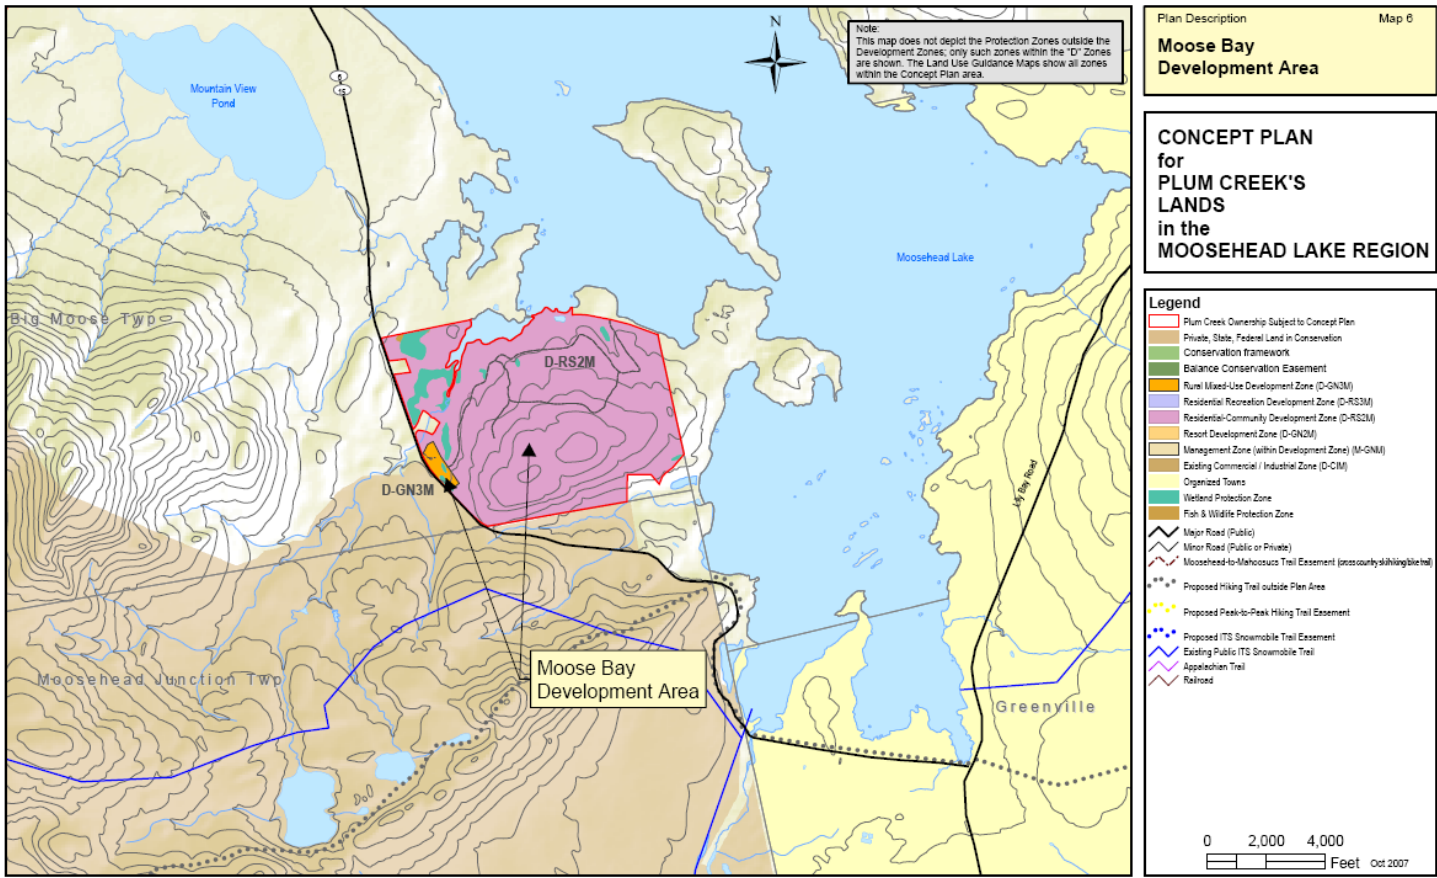 Mountain View
Pond
6
15
N
Note:
This map does not depict the Protection Zones outside the
Development Zones; only such zones within the "D" Zones
are shown. The Land Use Guidance Maps show all zones
within the Concept Plan area.
Moosehead Lake
Big Moose Twp
D-RS2M
D-GN3M
Lily Bay Road
Moose Bay
Development Area
Moosehead Junction Twp
Greenville
Plan Description Map 6
Moose Bay
Development Area
CONCEPT PLAN
for
PLUM CREEK'S
LANDS
in the
MOOSEHEAD LAKE REGION
Legend
Plum Creek Ownership Subject to Concept Plan
Private, State, Federal Land in Conservation
Conservation framework
Balance Conservation Easement
Rural Mixed-Use Development Zone (D-GN3M)
Residential Recreation Development Zone (D-RS3M)
Residential-Community Development Zone (D-RS2M)
Resort Development Zone (D-GN2M)
Management Zone (within Development Zone) (M-GNM)
Existing Commercial / Industrial Zone (D-CIM)
Organized Towns
Wetland Protection Zone
Fish & Wildlife Protection Zone
Major Road (Public)
Minor Road (Public or Private)
Moosehead-to-Mahoosucs Trail Easement (cross country ski/hiking/bike trail)
Proposed Hiking Trail outside Plan Area
Proposed Peak-to-Peak Hiking Trail Easement
Proposed ITS Snowmobile Trail Easement
Existing Public ITS Snowmobile Trail
Appalachian Trail
Railroad
0 2,000 4,000
Feet Oct 2007